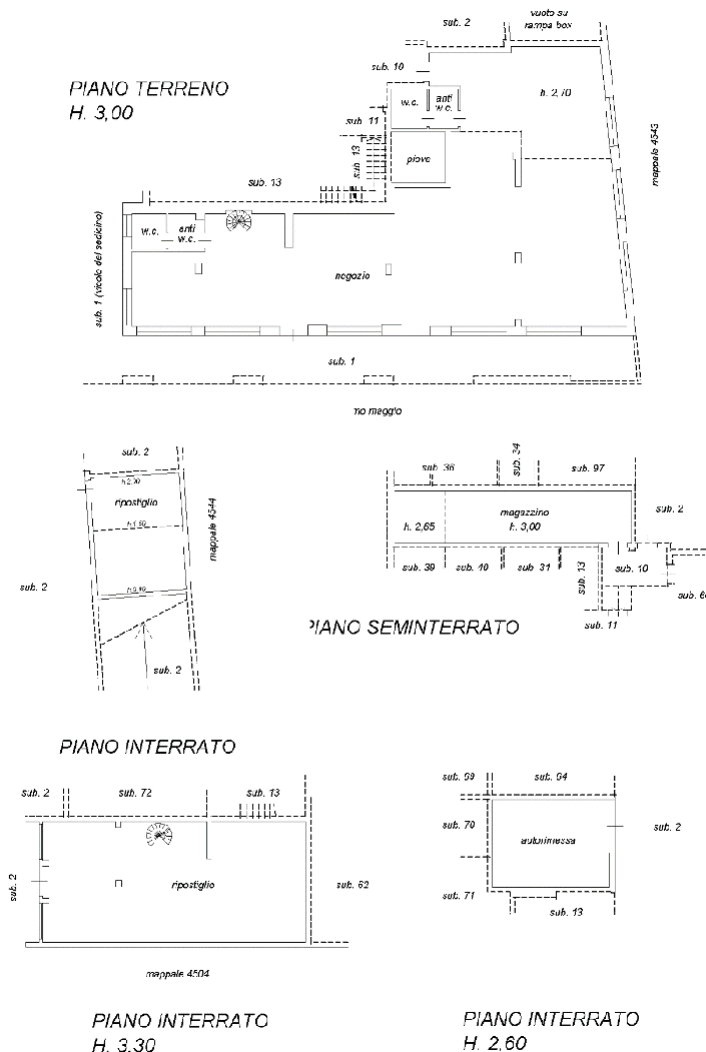 sub. 2
vuoto su
rampa box
PIANO TERRENO
H. 3,00
sub. 10
w.c.
anti
w.c.
h. 2,70
sub. 11
sub. 13
piove
mappale 4543
sub. 13
w.c.
anti
w.c.
sub. 1 (vicolo del sedicino)
negozio
sub. 1
rio maggio
sub. 2
h 2,70
ripostiglio
mappale 4544
sub. 2
sub. 2
sub. 36
sub. 34
sub. 97
magazzino
h. 2,65
h. 3,00
sub. 2
sub. 39
sub. 40
sub. 31
sub. 13
sub. 10
sub. 11
PIANO SEMINTERRATO
PIANO INTERRATO
sub. 2
sub. 72
sub. 13
sub. 2
ripostiglio
sub. 62
mappale 4504
PIANO INTERRATO
H. 3,30
sub. 69
sub. 64
sub. 70
autorimessa
sub. 2
sub. 71
sub. 13
PIANO INTERRATO
H. 2,60